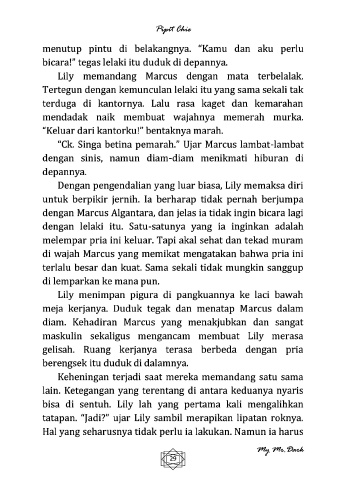 Pipit Chie
menutup pintu di belakangnya. "Kamu dan aku perlu
bicara!" tegas lelaki itu duduk di depannya.
Lily memandang Marcus dengan mata terbelalak.
Tertegun dengan kemunculan lelaki itu yang sama sekali tak
terduga di kantornya. Lalu rasa kaget dan kemarahan
mendadak naik membuat wajahnya memerah murka.
"Keluar dari kantorku!" bentaknya marah.
"Ck. Singa betina pemarah." Ujar Marcus lambat-lambat
dengan sinis, namun diam-diam menikmati hiburan di
depannya.
Dengan pengendalian yang luar biasa, Lily memaksa diri
untuk berpikir jernih. Ia berharap tidak pernah berjumpa
dengan Marcus Algantara, dan jelas ia tidak ingin bicara lagi
dengan lelaki itu. Satu-satunya yang ia inginkan adalah
melempar pria ini keluar. Tapi akal sehat dan tekad muram
di wajah Marcus yang memikat mengatakan bahwa pria ini
terlalu besar dan kuat. Sama sekali tidak mungkin sanggup
di lemparkan ke mana pun.
Lily menimpan pigura di pangkuannya ke laci bawah
meja kerjanya. Duduk tegak dan menatap Marcus dalam
diam. Kehadiran Marcus yang menakjubkan dan sangat
maskulin sekaligus mengancam membuat Lily merasa
gelisah. Ruang kerjanya terasa berbeda dengan pria
berengsek itu duduk di dalamnya.
Keheningan terjadi saat mereka memandang satu sama
lain. Ketegangan yang terentang di antara keduanya nyaris
bisa di sentuh. Lily lah yang pertama kali mengalihkan
tatapan. "Jadi?" ujar Lily sambil merapikan lipatan roknya.
Hal yang seharusnya tidak perlu ia lakukan. Namun ia harus
My Mr. Dark
29